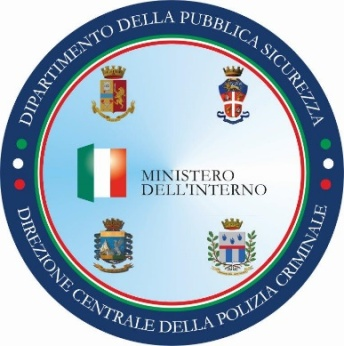 DIPARTIMENTO DELLA PUBBLICA SICUREZZA
MINISTERO
DELL'INTERNO
DIREZIONE CENTRALE DELLA POLIZIA CRIMINALE